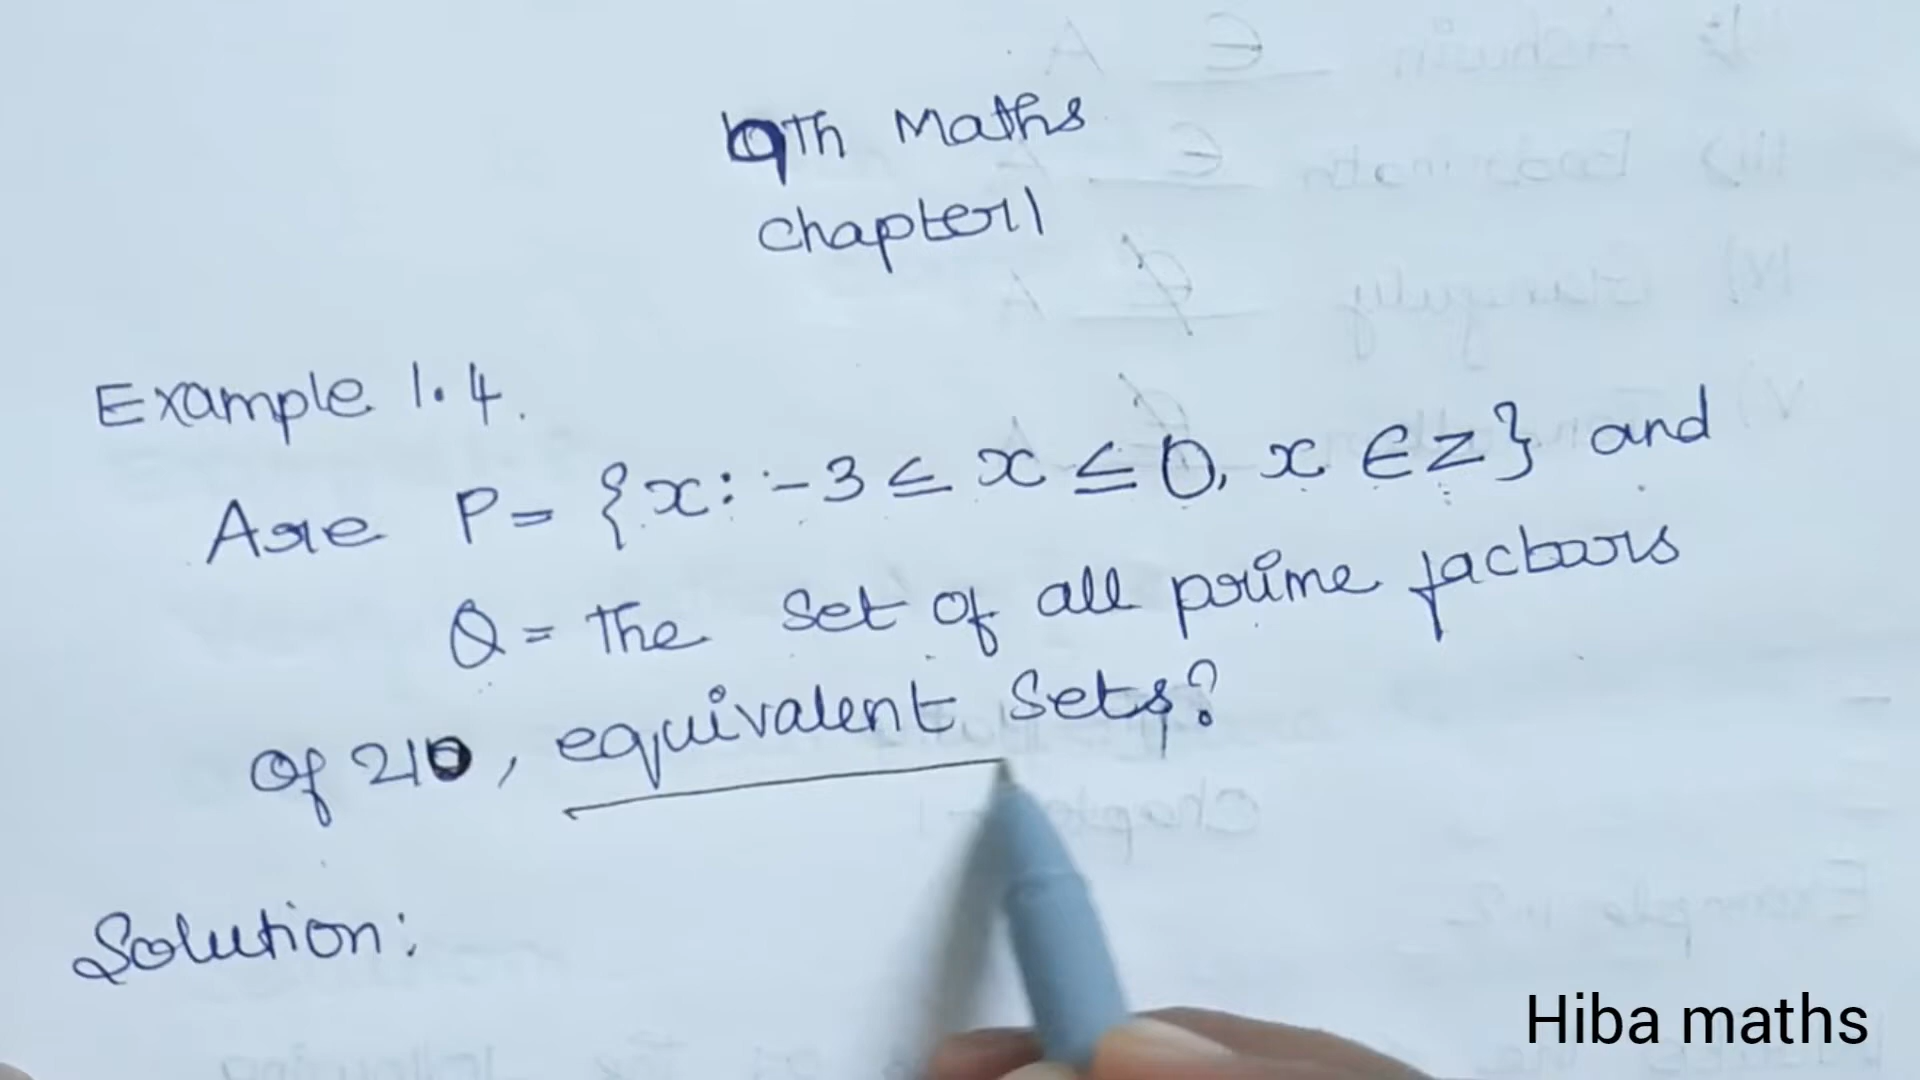 9Th Maths
Chapter 1
Example 1.4.
Are P = {x: -3 ≤ x ≤ 0, x ∈ Z} and
Q = The set of all prime factors
of 210, equivalent sets?
Solution:
Hiba maths